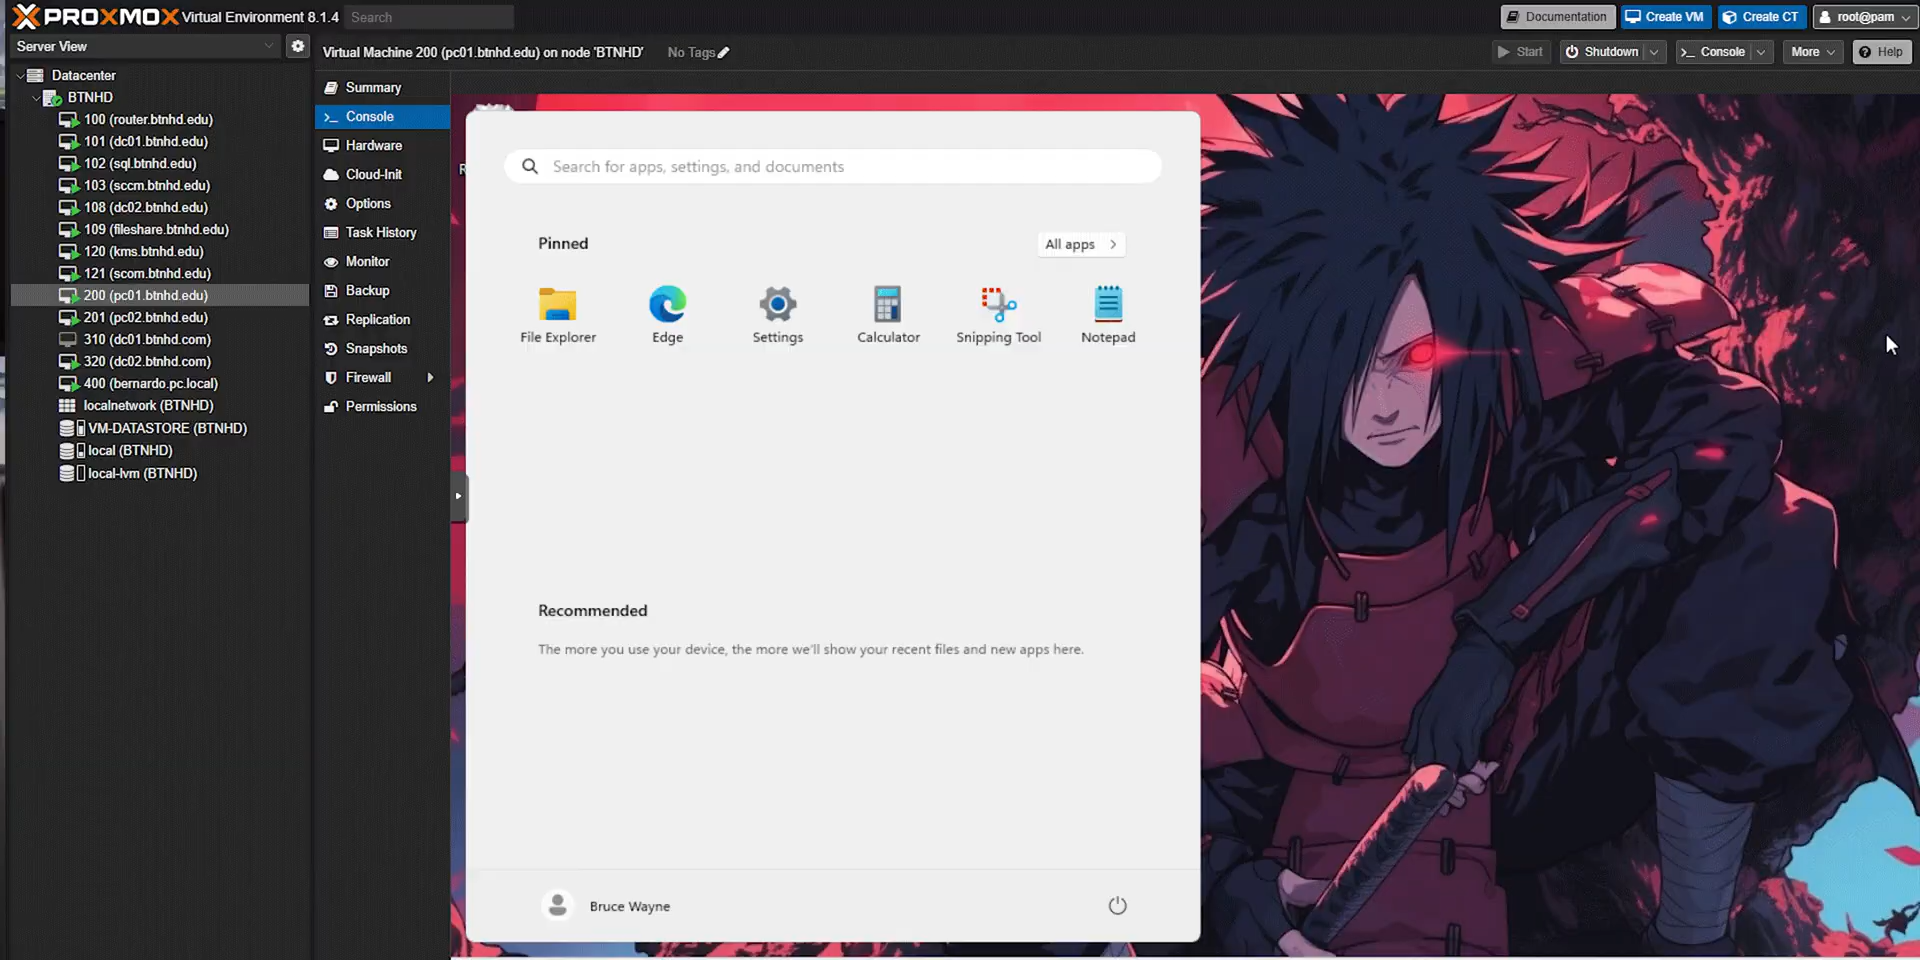 PROXMOX Virtual Environment 8.1.4 Search Documentation Create VM Create CT root@pam
Server View
Virtual Machine 200 (pc01.btnhd.edu) on node 'BTNHD' No Tags Start Shutdown Console More Help
Datacenter
BTNHD
100 (router.btnhd.edu)
101 (dc01.btnhd.edu)
102 (sql.btnhd.edu)
103 (sccm.btnhd.edu)
108 (dc02.btnhd.edu)
109 (fileshare.btnhd.edu)
120 (kms.btnhd.edu)
121 (scom.btnhd.edu)
200 (pc01.btnhd.edu)
201 (pc02.btnhd.edu)
310 (dc01.btnhd.com)
320 (dc02.btnhd.com)
400 (bernardo.pc.local)
localnetwork (BTNHD)
VM-DATASTORE (BTNHD)
local (BTNHD)
local-lvm (BTNHD)
Summary
Console
Hardware
Cloud-Init
Options
Task History
Monitor
Backup
Replication
Snapshots
Firewall
Permissions
Search for apps, settings, and documents
Pinned All apps
File Explorer Edge Settings Calculator Snipping Tool Notepad
Recommended
The more you use your device, the more we'll show your recent files and new apps here.
Bruce Wayne